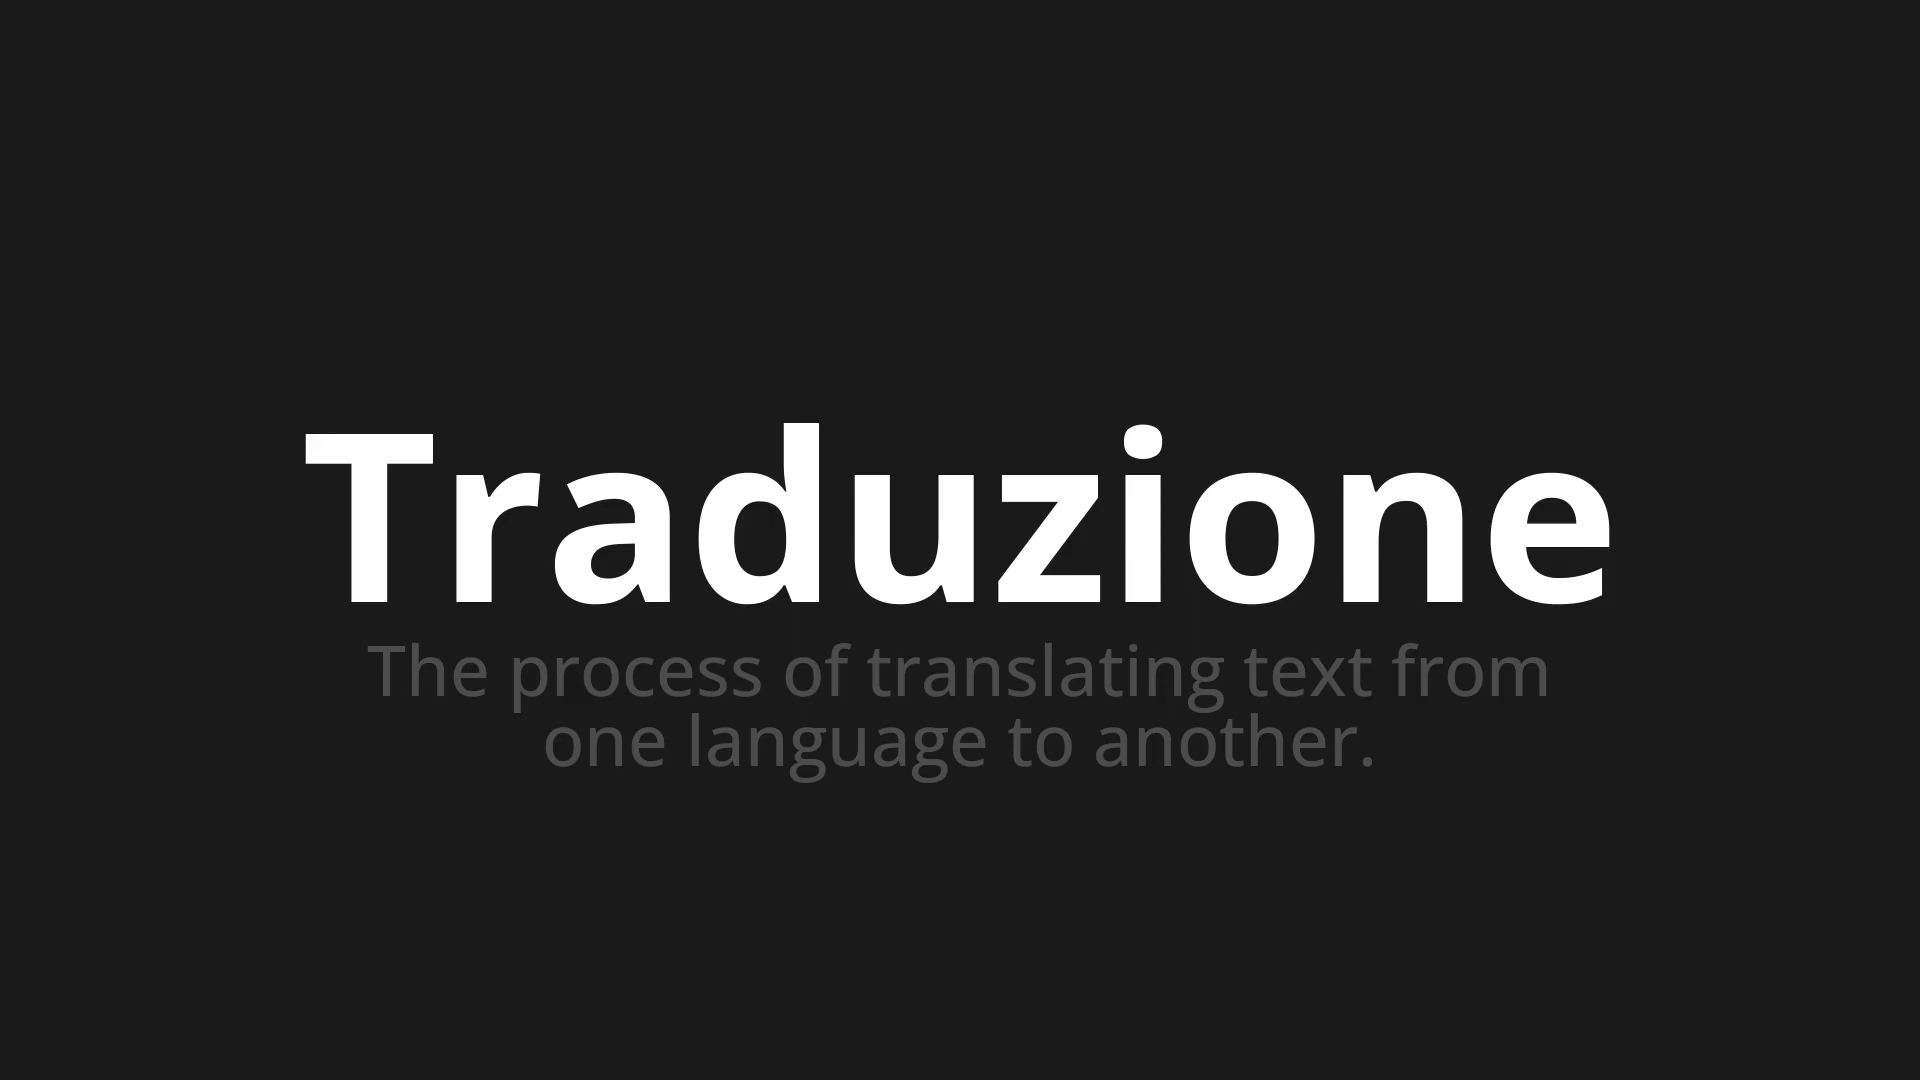 Traduzione
The process of translating text from
one language to another.